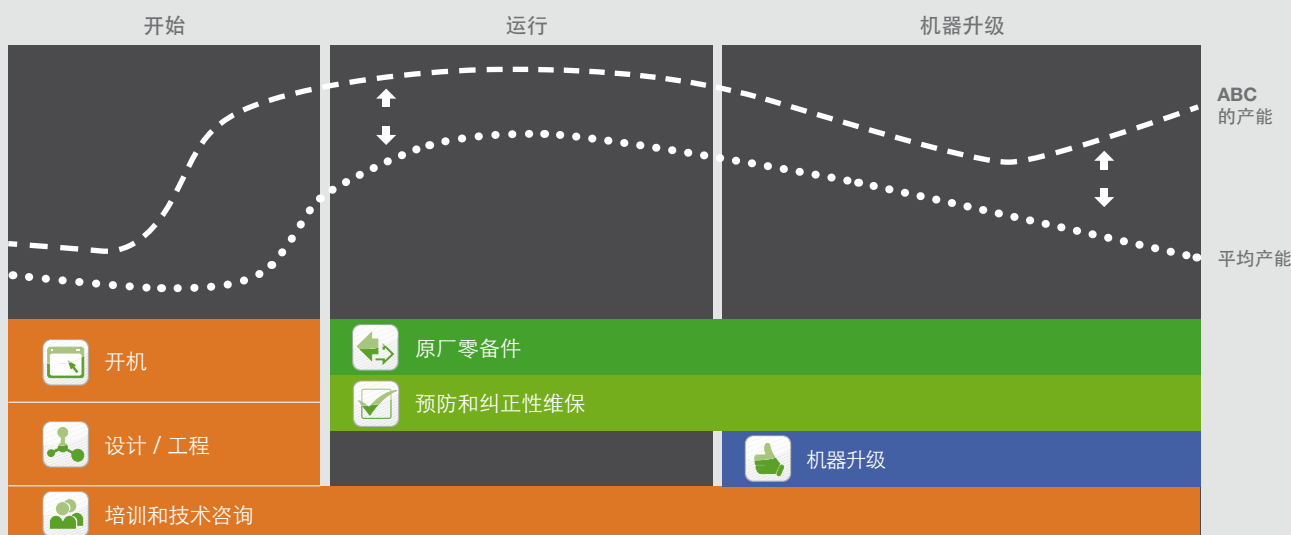 开始
运行
机器升级
ABC
的产能
平均产能
开机
设计 / 工程
培训和技术咨询
原厂零备件
预防和纠正性维保
机器升级